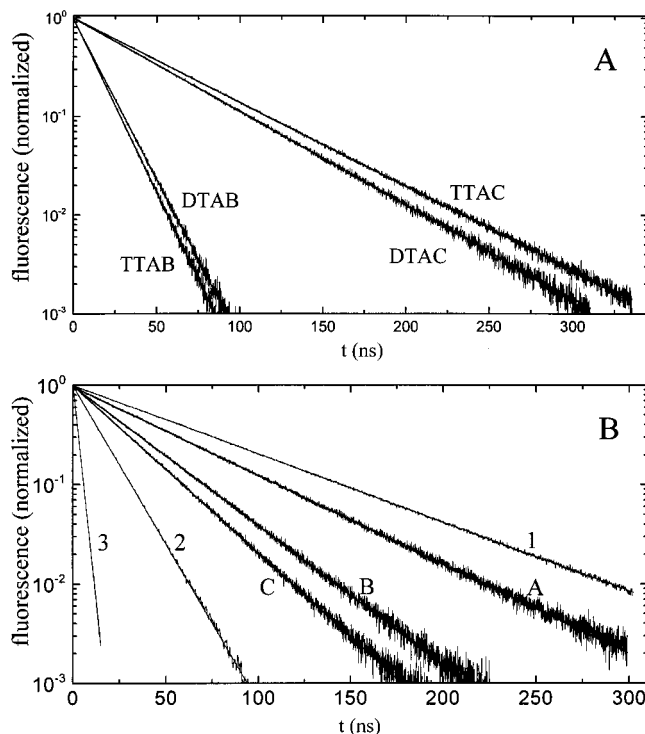 A
fluorescence (normalized)
10⁰
10⁻¹
10⁻²
10⁻³
DTAB
TTAB
TTAC
DTAC
0 50 100 150 200 250 300
t (ns)
B
fluorescence (normalized)
10⁰
10⁻¹
10⁻²
10⁻³
3 2 1
C B A
0 50 100 150 200 250 300
t (ns)